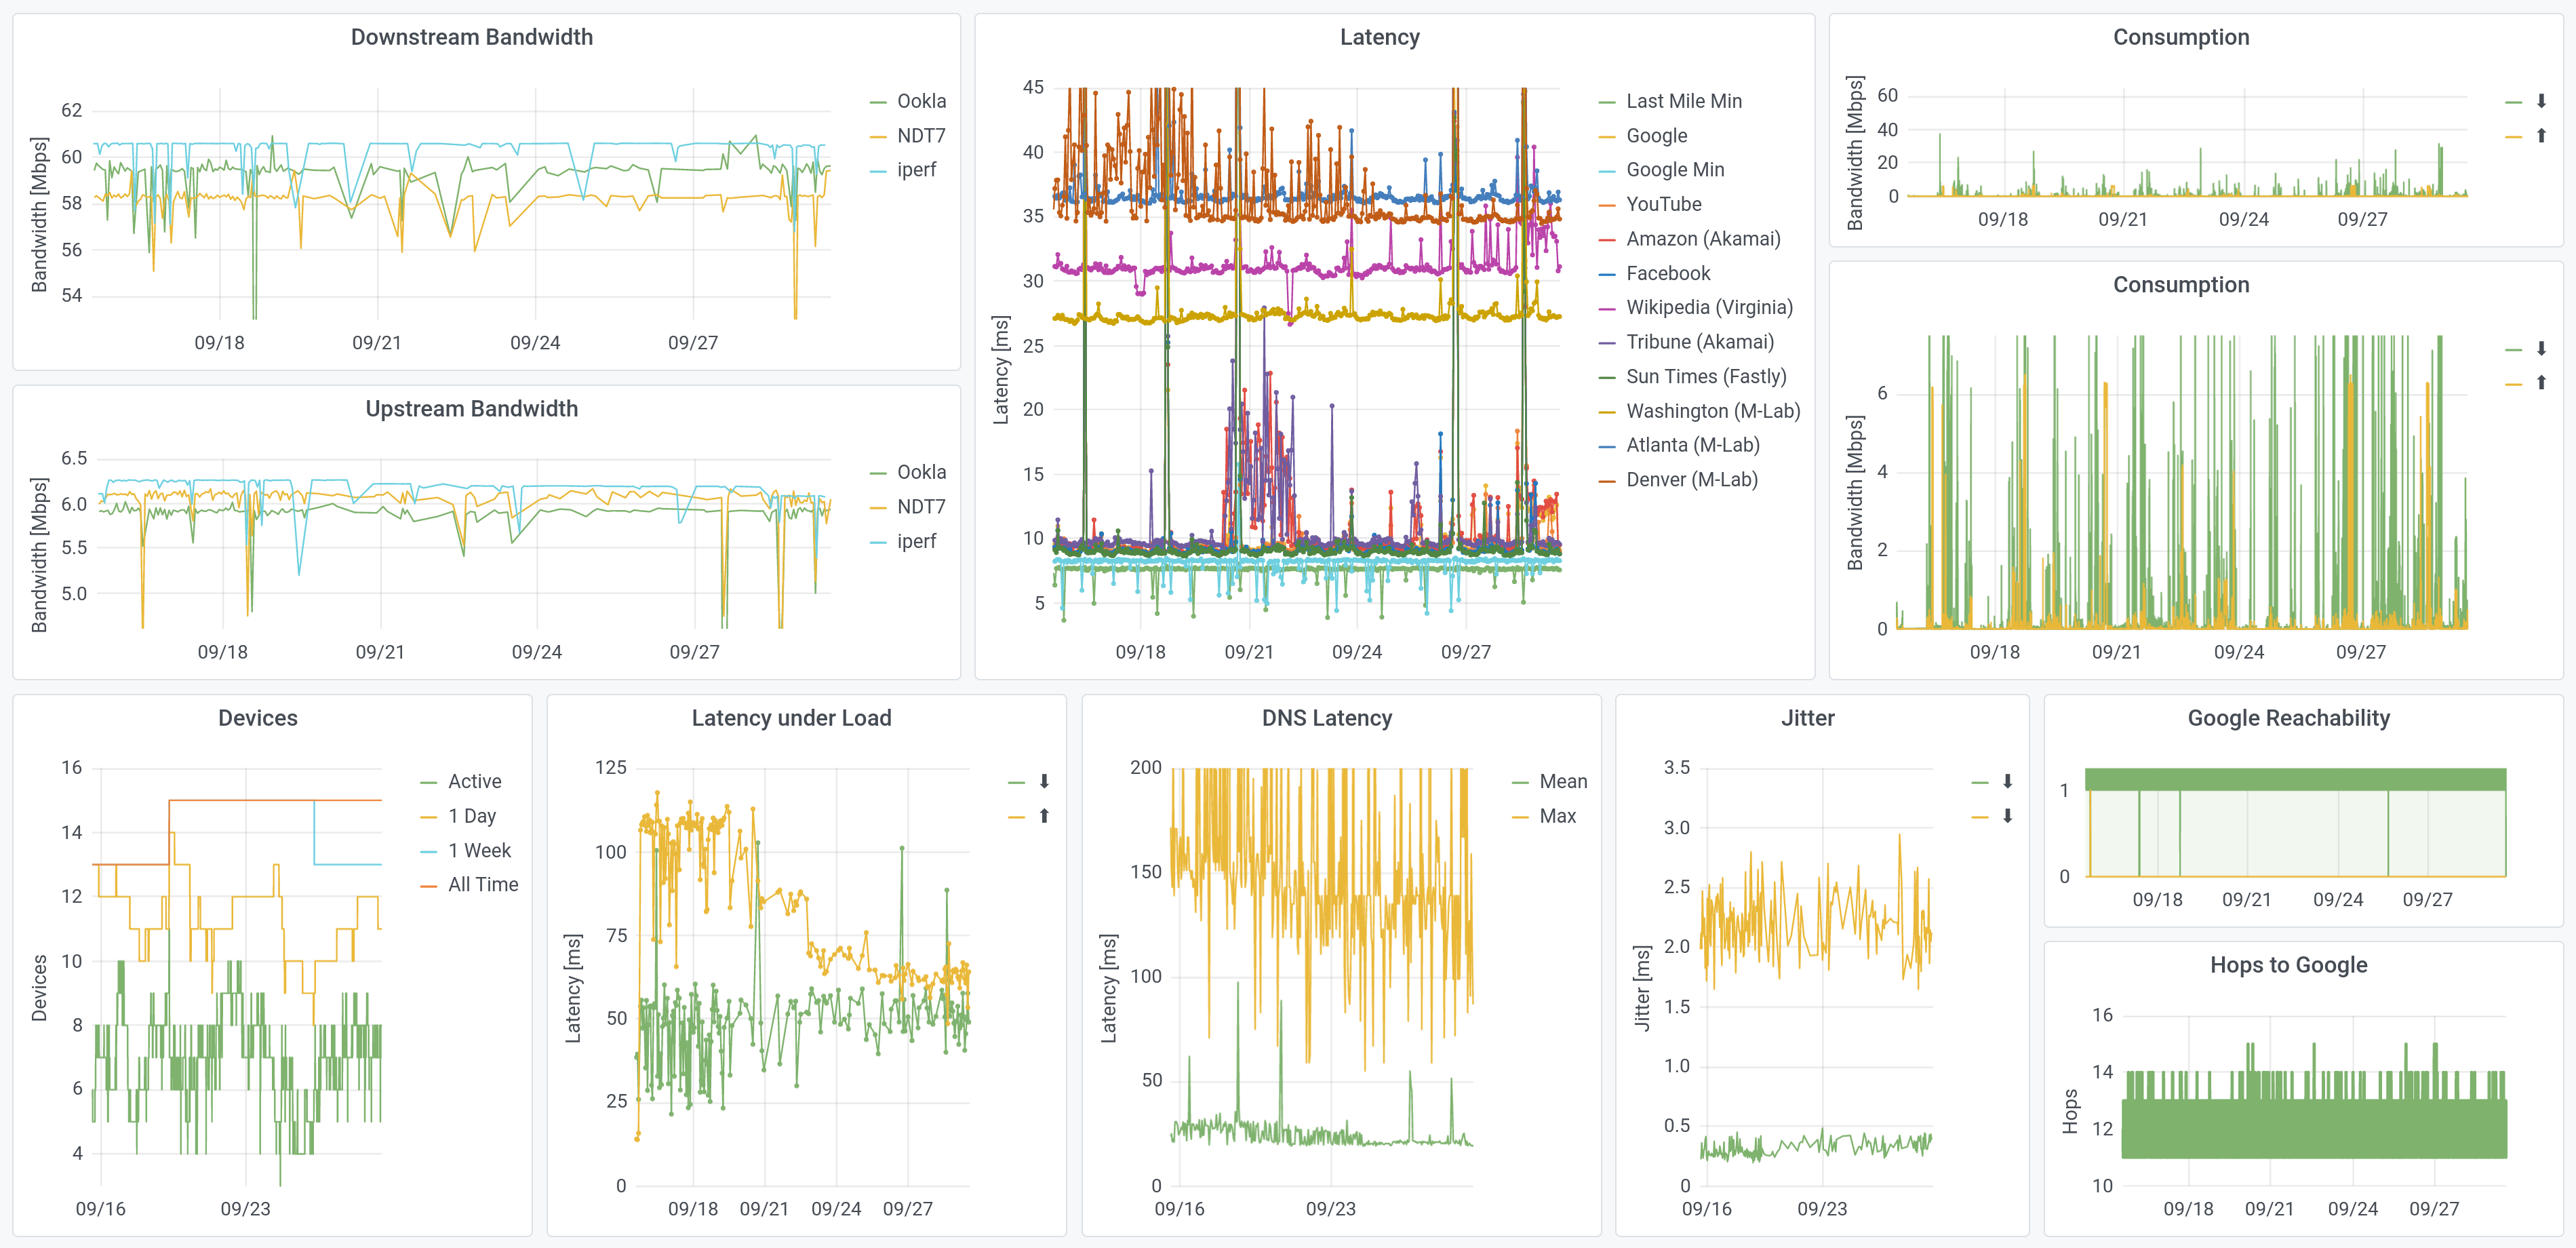 Downstream Bandwidth
Bandwidth [Mbps]
62
60
58
56
54
09/18 09/21 09/24 09/27
Ookla
NDT7
iperf
Upstream Bandwidth
Bandwidth [Mbps]
6.5
6.0
5.5
5.0
09/18 09/21 09/24 09/27
Ookla
NDT7
iperf
Latency
Latency [ms]
45
40
35
30
25
20
15
10
5
09/18 09/21 09/24 09/27
Last Mile Min
Google
Google Min
YouTube
Amazon (Akamai)
Facebook
Wikipedia (Virginia)
Tribune (Akamai)
Sun Times (Fastly)
Washington (M-Lab)
Atlanta (M-Lab)
Denver (M-Lab)
Consumption
Bandwidth [Mbps]
60
40
20
0
09/18 09/21 09/24 09/27
⬇
⬆
Consumption
Bandwidth [Mbps]
6
4
2
0
09/18 09/21 09/24 09/27
⬇
⬆
Devices
Devices
16
14
12
10
8
6
4
09/16 09/23
Active
1 Day
1 Week
All Time
Latency under Load
Latency [ms]
125
100
75
50
25
0
09/18 09/21 09/24 09/27
⬇
⬆
DNS Latency
Latency [ms]
200
150
100
50
0
09/16 09/23
Mean
Max
Jitter
Jitter [ms]
3.5
3.0
2.5
2.0
1.5
1.0
0.5
0
09/16 09/23
⬇
⬇
Google Reachability
1
0
09/18 09/21 09/24 09/27
Hops to Google
Hops
16
14
12
10
09/18 09/21 09/24 09/27